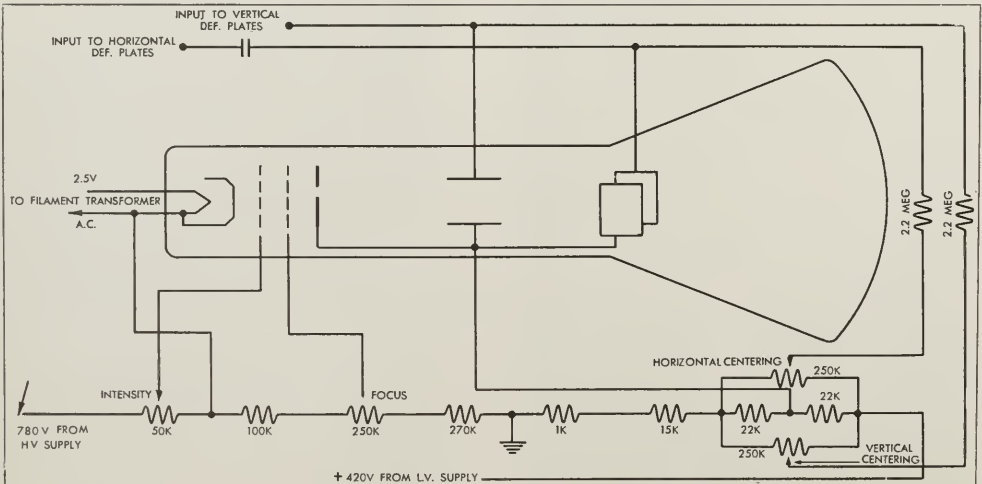 INPUT TO VERTICAL
DEF. PLATES
INPUT TO HORIZONTAL
DEF. PLATES
2.5V
TO FILAMENT TRANSFORMER
A.C.
2.2 MEG
2.2 MEG
HORIZONTAL CENTERING
250K
INTENSITY
FOCUS
22K
50K
100K
250K
270K
1K
15K
22K
780V FROM
HV SUPPLY
250K
VERTICAL
CENTERING
+ 420V FROM L.V. SUPPLY